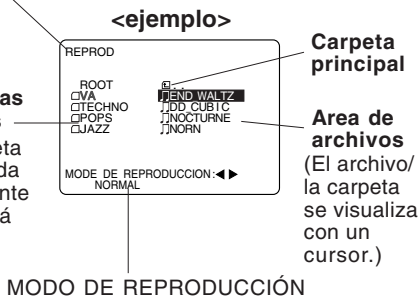 <ejemplo>
REPROD
ROOT
VA
TECHNO
POPS
JAZZ
. .
END WALTZ
DD CUBIC
NOCTURNE
NORN
MODE DE REPRODUCCION:◀ ▶
NORMAL
Carpeta
principal
Area de
archivos
(El archivo/
la carpeta
se visualiza
con un
cursor.)
MODO DE REPRODUCCIÓN